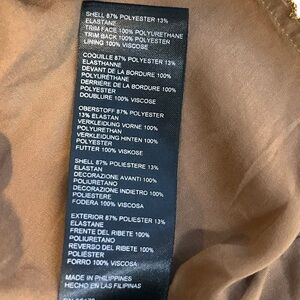 SHELL 87% POLYESTER 13%
ELASTANE
TRIM FACE 100% POLYURETHANE
TRIM BACK 100% POLYESTER
LINING 100% VISCOSE
COQUILLE 87% POLYESTER 13%
ELASTHANNE
DEVANT DE LA BORDURE 100%
POLYURÉTHANE
DERRIERE DE LA BORDURE 100%
POLYESTER
DOUBLURE 100% VISCOSE
OBERSTOFF 87% POLYESTER
13% ELASTAN
VERKLEIDUNG VORNE 100%
POLYURETHAN
VERKLEIDUNG HINTEN 100%
POLYESTER
FUTTER 100% VISKOSE
SHELL 87% POLIESTERE 13%
ELASTAN
DECORAZIONE AVANTI 100%
POLIURETANO
DECORAZIONE INDIETRO 100%
POLIESTERE
FODERA 100% VISCOSA
EXTERIOR 87% POLIÉSTER 13%
ELASTANE
FRENTE DEL RIBETE 100%
POLIURETANO
REVERSO DEL RIBETE 100%
POLIÉSTER
FORRO 100% VISCOSA
MADE IN PHILIPPINES
HECHO EN LAS FILIPINAS